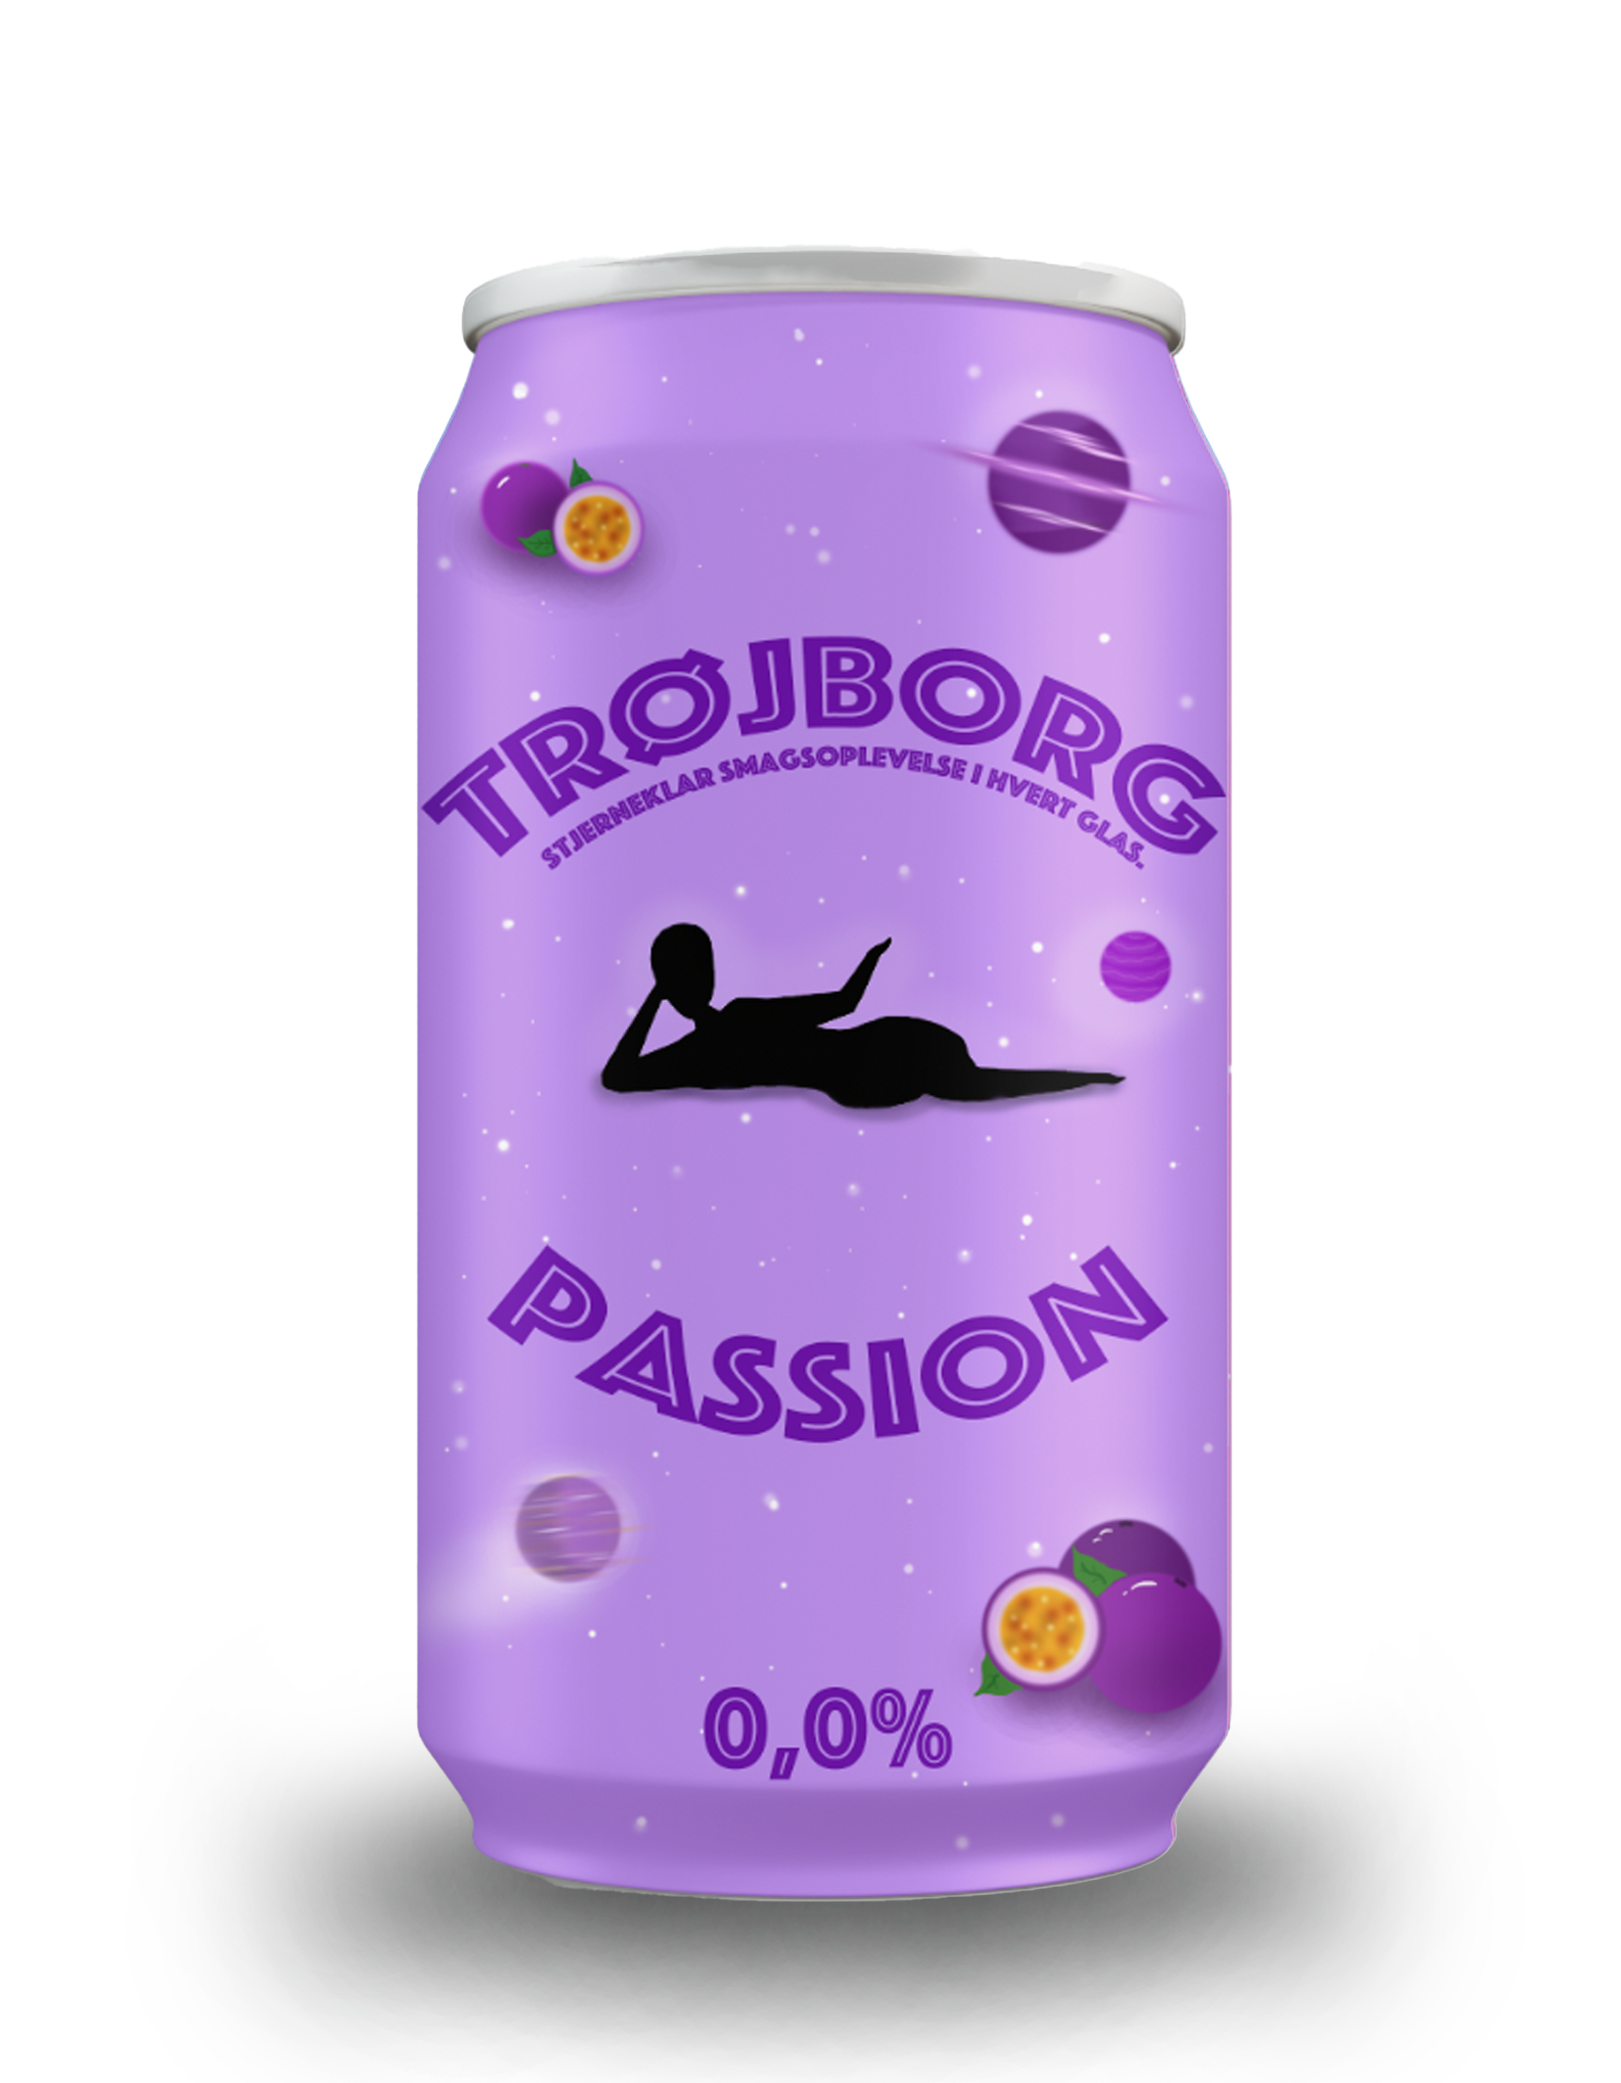 TRØJBORG
STJERNEKLAR SMAGSOPLEVELSE I HVERT GLAS.
PASSION
0,0%